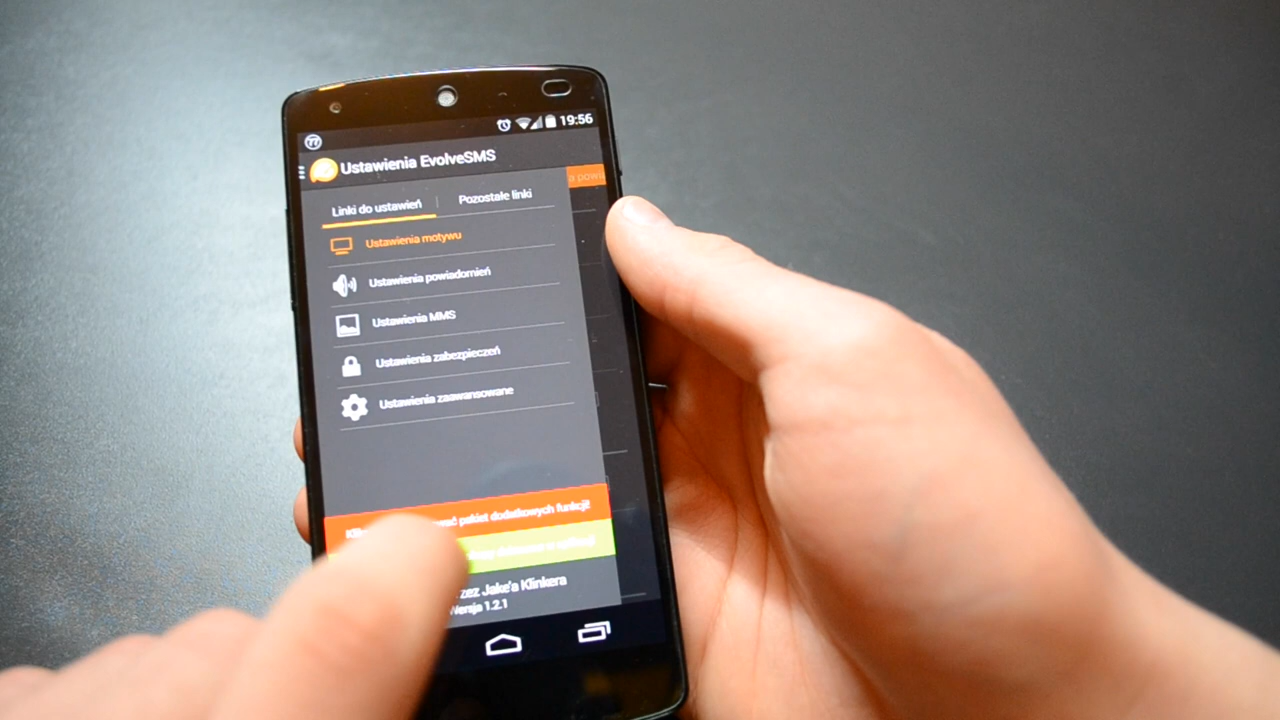 77
19:56
Ustawienia EvolveSMS
Linki do ustawień
Pozostałe linki
Ustawienia motywu
Ustawienia powiadomień
Ustawienia MMS
Ustawienia zabezpieczeń
Ustawienia zaawansowane
pakiet dodatkowych funkcji!
Jake'a Klinkera
Wersja 1.2.1